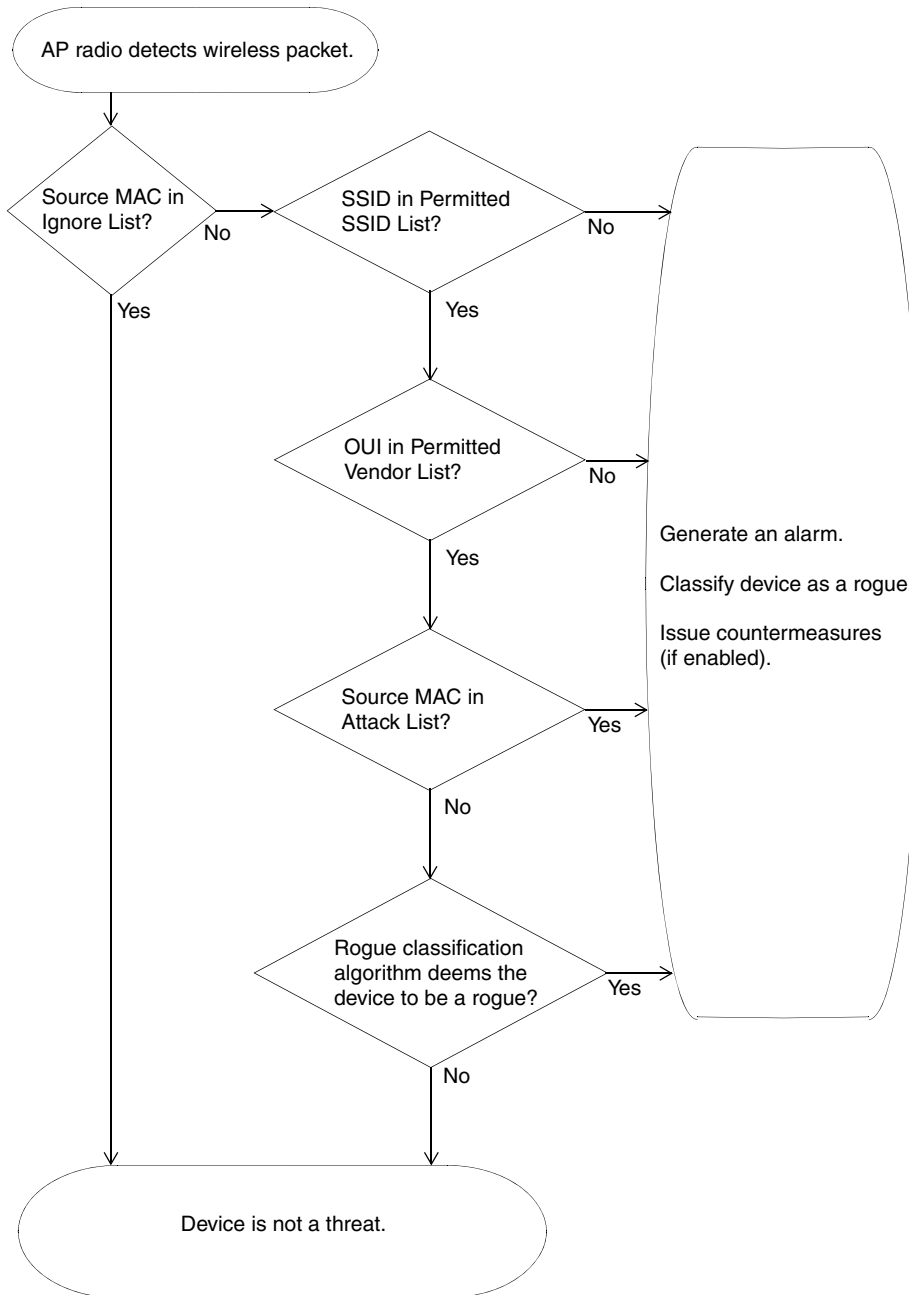 AP radio detects wireless packet.
Source MAC in
Ignore List?
No
Yes
SSID in Permitted
SSID List?
No
Yes
OUI in Permitted
Vendor List?
No
Yes
Generate an alarm.
Classify device as a rogue
Issue countermeasures
(if enabled).
Source MAC in
Attack List?
Yes
No
Rogue classification
algorithm deems the
device to be a rogue?
Yes
No
Device is not a threat.